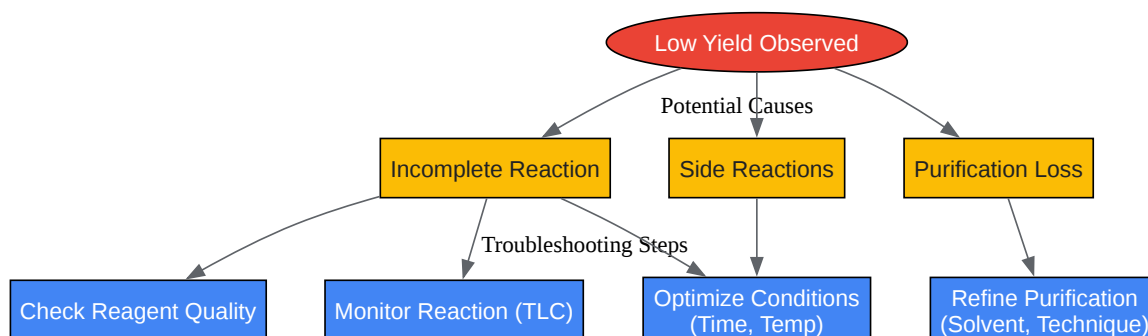 Low Yield Observed
Potential Causes
Incomplete Reaction
Side Reactions
Purification Loss
Troubleshooting Steps
Check Reagent Quality
Monitor Reaction (TLC)
Optimize Conditions
(Time, Temp)
Refine Purification
(Solvent, Technique)